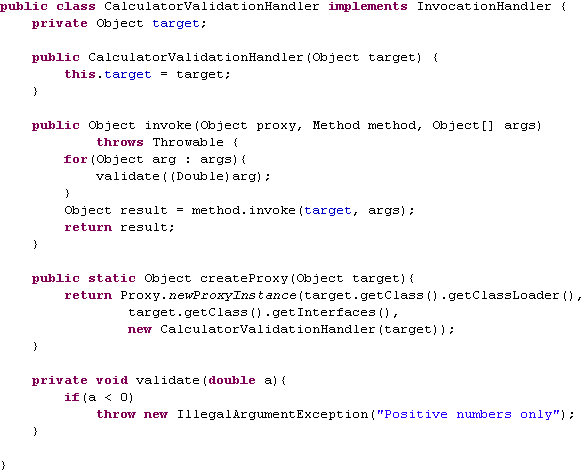 public class CalculatorValidationHandler implements InvocationHandler {
    private Object target;

    public CalculatorValidationHandler(Object target) {
        this.target = target;
    }

    public Object invoke(Object proxy, Method method, Object[] args)
            throws Throwable {
        for(Object arg : args){
            validate((Double)arg);
        }
        Object result = method.invoke(target, args);
        return result;
    }

    public static Object createProxy(Object target){
        return Proxy.newProxyInstance(target.getClass().getClassLoader(),
                target.getClass().getInterfaces(),
                new CalculatorValidationHandler(target));
    }

    private void validate(double a){
        if(a < 0)
            throw new IllegalArgumentException("Positive numbers only");
    }

}